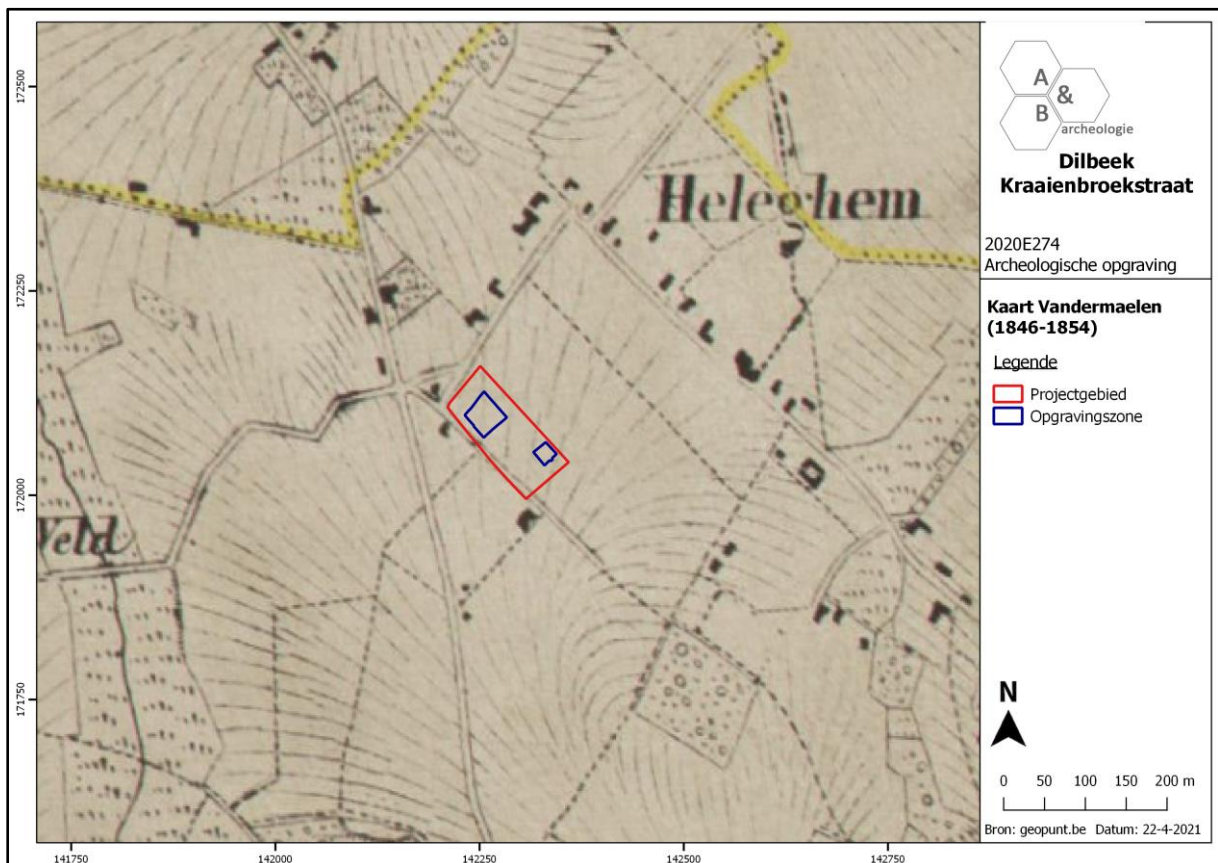 172500
172250
172000
171750
141750
142000
142250
142500
142750
Heleghem
Veld
A
&
B
archeologie
Dilbeek
Kraaienbroekstraat
2020E274
Archeologische opgraving
Kaart Vandermaelen
(1846-1854)
Legende
Projectgebied
Opgravingszone
N
0 50 100 150 200 m
Bron: geopunt.be Datum: 22-4-2021